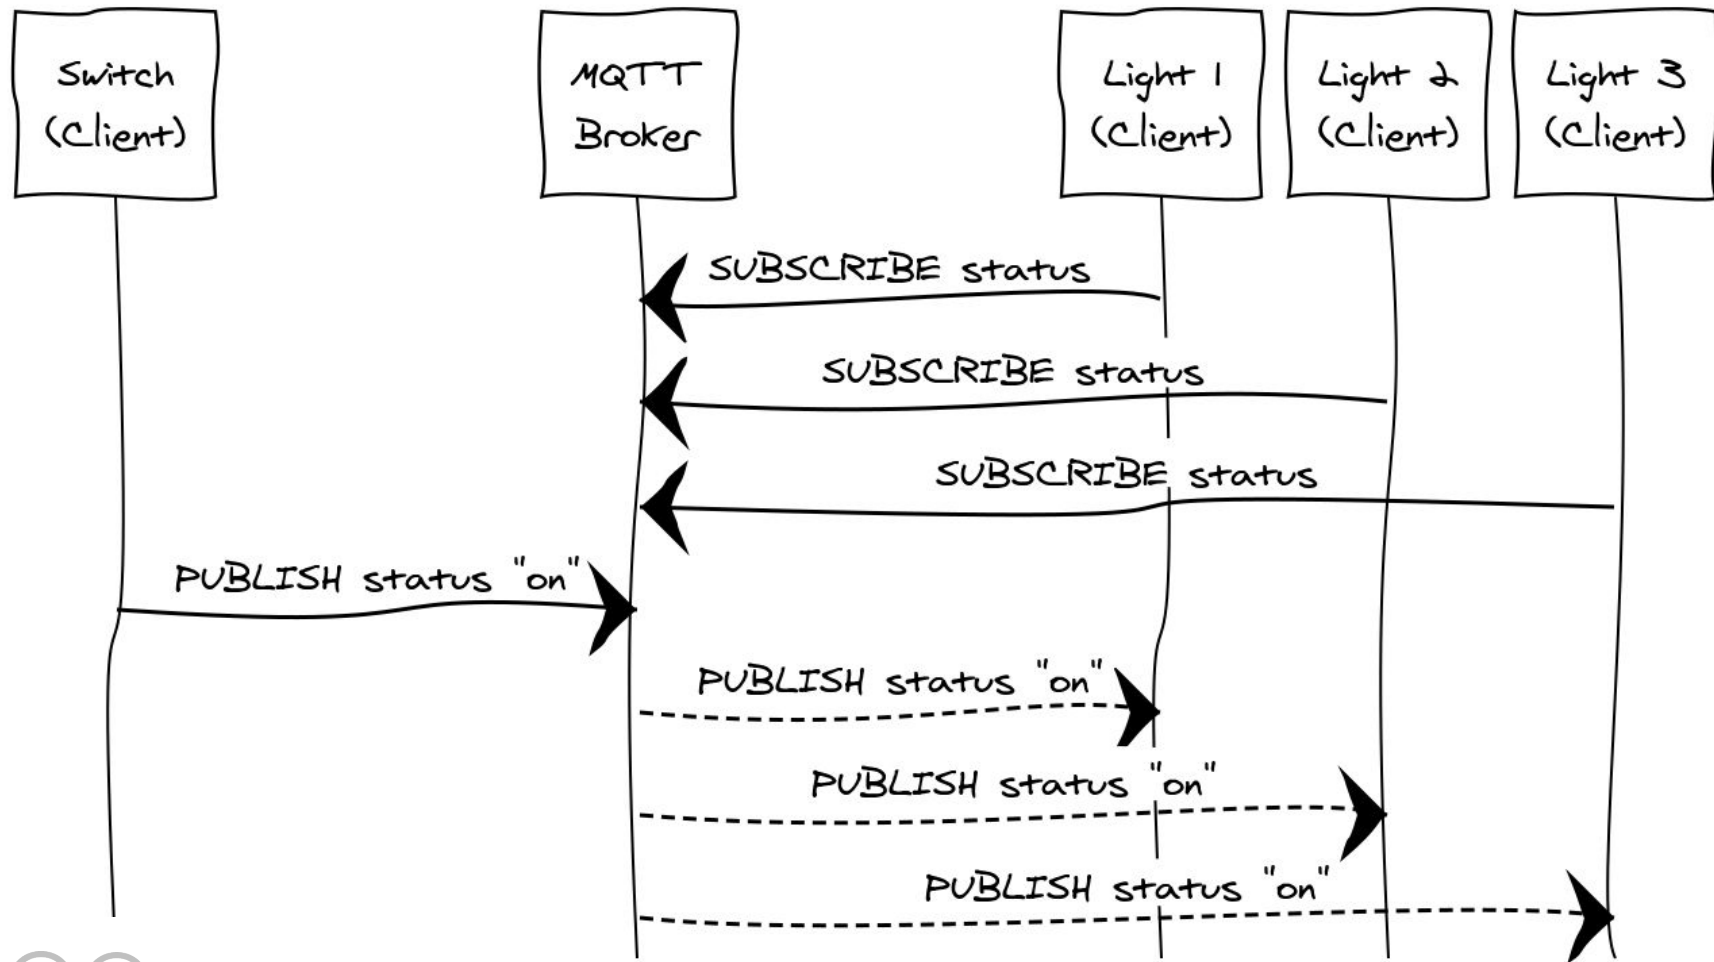 Switch
(Client)
MQTT
Broker
Light 1
(Client)
Light 2
(Client)
Light 3
(Client)
SUBSCRIBE status
SUBSCRIBE status
SUBSCRIBE status
PUBLISH status "on"
PUBLISH status "on"
PUBLISH status "on"
PUBLISH status "on"